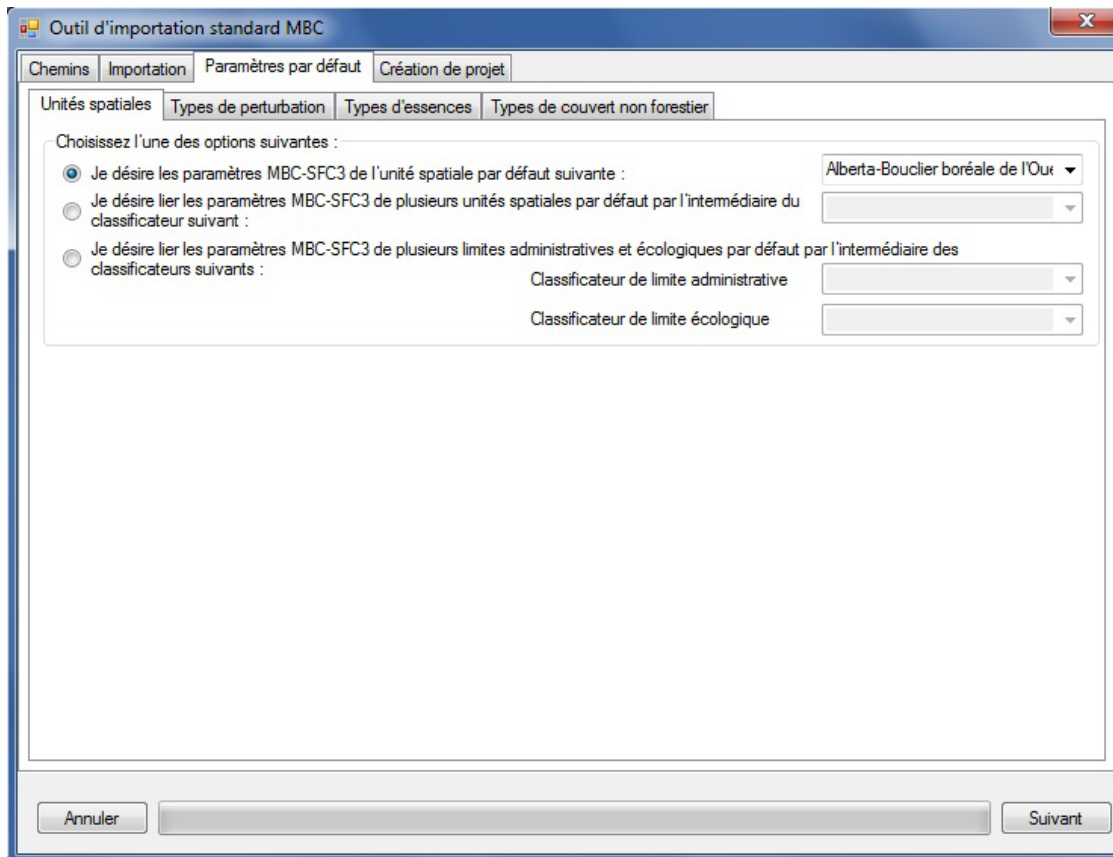 Outil d'importation standard MBC
Chemins Importation Paramètres par défaut Création de projet
Unités spatiales Types de perturbation Types d'essences Types de couvert non forestier
Choisissez l'une des options suivantes :
Je désire les paramètres MBC-SFC3 de l'unité spatiale par défaut suivante : Alberta-Bouclier boréale de l'Oue
Je désire lier les paramètres MBC-SFC3 de plusieurs unités spatiales par défaut par l'intermédiaire du
classificateur suivant :
Je désire lier les paramètres MBC-SFC3 de plusieurs limites administratives et écologiques par défaut par l'intermédiaire des
classificateurs suivants :
Classificateur de limite administrative
Classificateur de limite écologique
Annuler Suivant